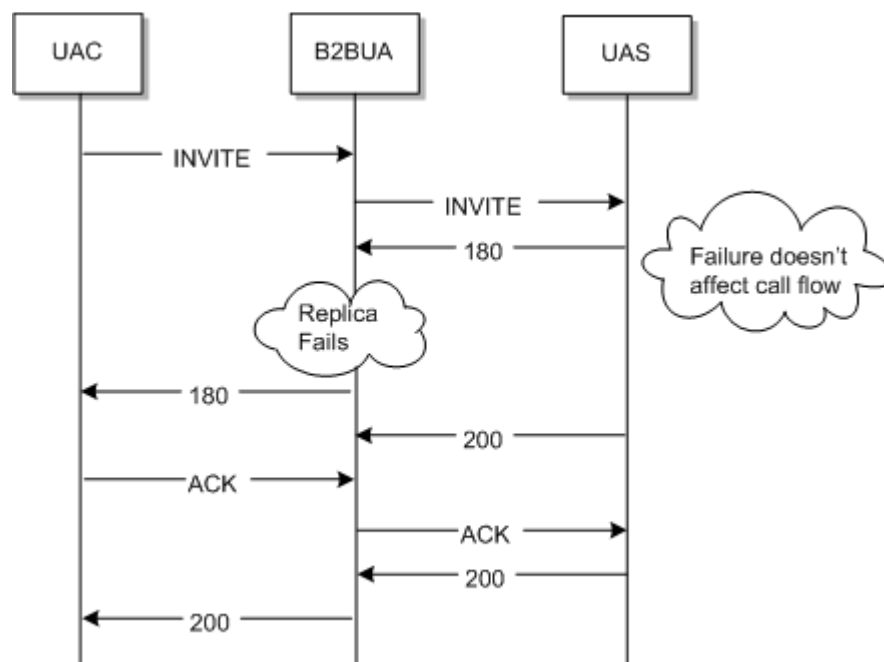 UAC
B2BUA
UAS
INVITE
INVITE
180
Failure doesn't
affect call flow
Replica
Fails
180
200
ACK
ACK
200
200